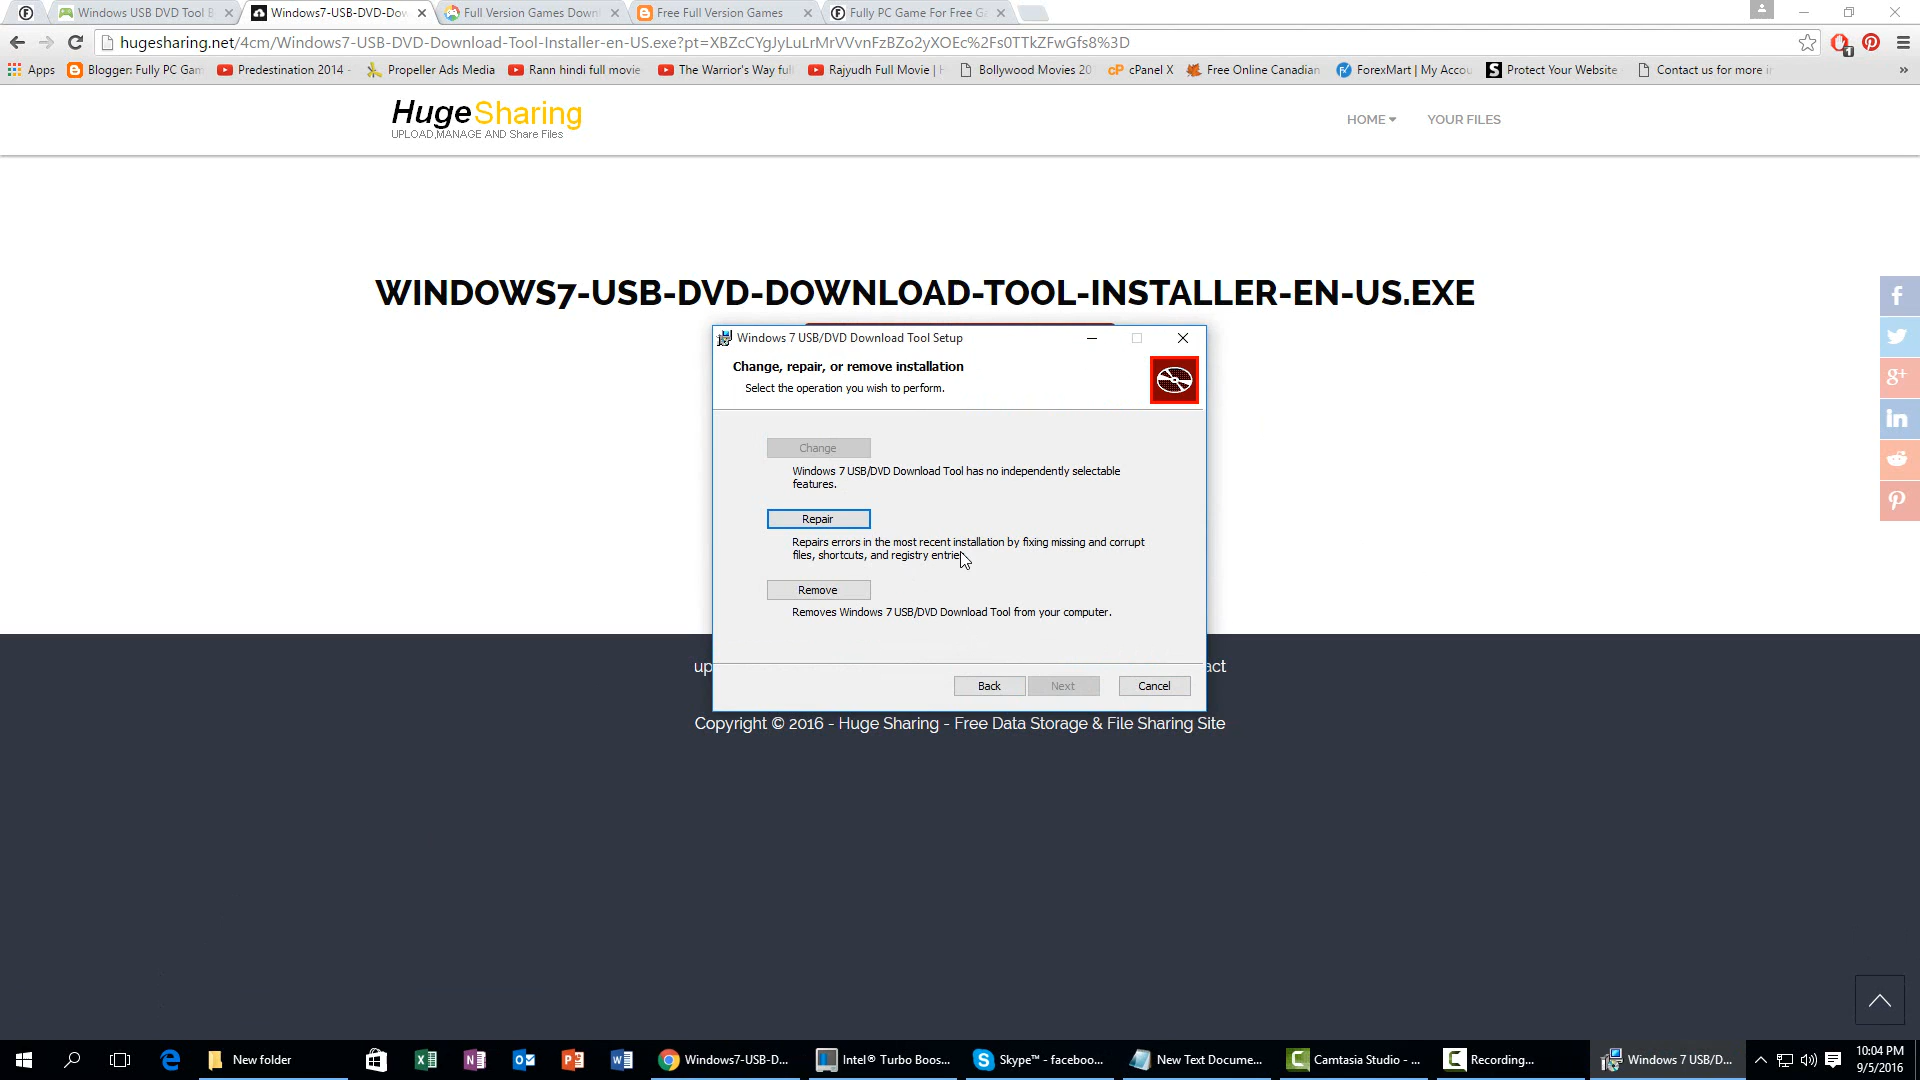 Windows USB DVD Tool B
Windows7-USB-DVD-Dow
Full Version Games Down
Free Full Version Games
Fully PC Game For Free G
hugesharing.net/4cm/Windows7-USB-DVD-Download-Tool-Installer-en-US.exe?pt=XBZcCYgJyLuLrMrVVvnFzBZo2yXOEc%2Fs0TTkZFwGfs8%3D
1
Apps
Blogger: Fully PC Gam
Predestination 2014 -
Propeller Ads Media
Rann hindi full movie
The Warrior's Way full
Rajyudh Full Movie | H
Bollywood Movies 20
cPanel X
Free Online Canadian
ForexMart | My Accou
Protect Your Website
Contact us for more i
HugeSharing
UPLOAD,MANAGE AND Share Files
HOME
YOUR FILES
WINDOWS7-USB-DVD-DOWNLOAD-TOOL-INSTALLER-EN-US.EXE
Windows 7 USB/DVD Download Tool Setup
Change, repair, or remove installation
Select the operation you wish to perform.
Change
Windows 7 USB/DVD Download Tool has no independently selectable
features.
Repair
Repairs errors in the most recent installation by fixing missing and corrupt
files, shortcuts, and registry entrie
Remove
Removes Windows 7 USB/DVD Download Tool from your computer.
up
act
Back
Next
Cancel
Copyright © 2016 - Huge Sharing - Free Data Storage & File Sharing Site
New folder
Windows7-USB-D...
Intel® Turbo Boos...
Skype™ - faceboo...
New Text Docume...
Camtasia Studio - ...
Recording...
Windows 7 USB/D...
10:04 PM
9/5/2016